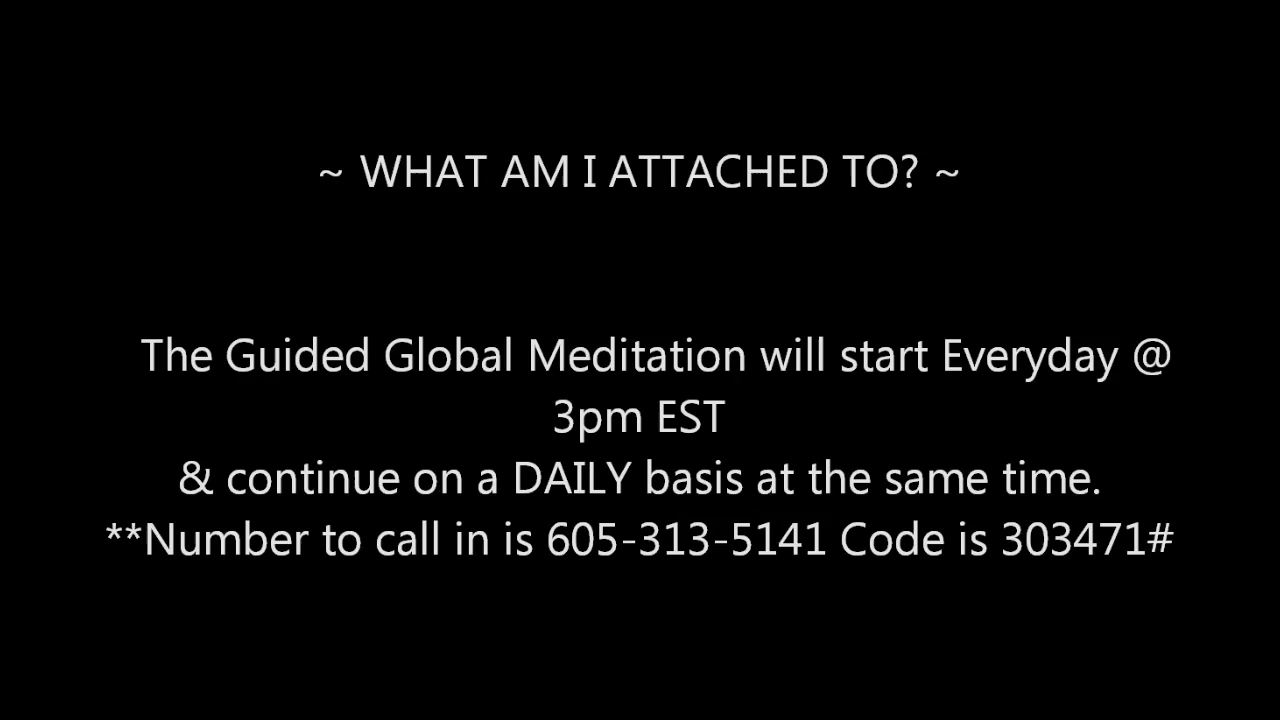 ~ WHAT AM I ATTACHED TO? ~
The Guided Global Meditation will start Everyday @
3pm EST
& continue on a DAILY basis at the same time.
**Number to call in is 605-313-5141 Code is 303471#